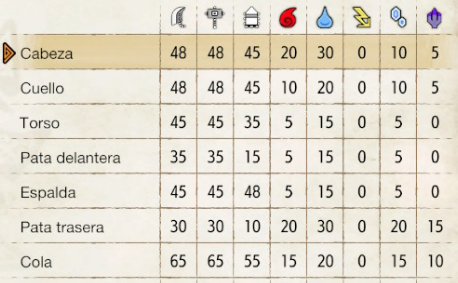 Cabeza 48 48 45 20 30 0 10 5
Cuello 48 48 45 10 20 0 10 5
Torso 45 45 35 5 15 0 5 0
Pata delantera 35 35 15 5 15 0 5 0
Espalda 45 45 48 5 15 0 5 0
Pata trasera 30 30 10 20 30 0 20 15
Cola 65 65 55 15 20 0 15 10